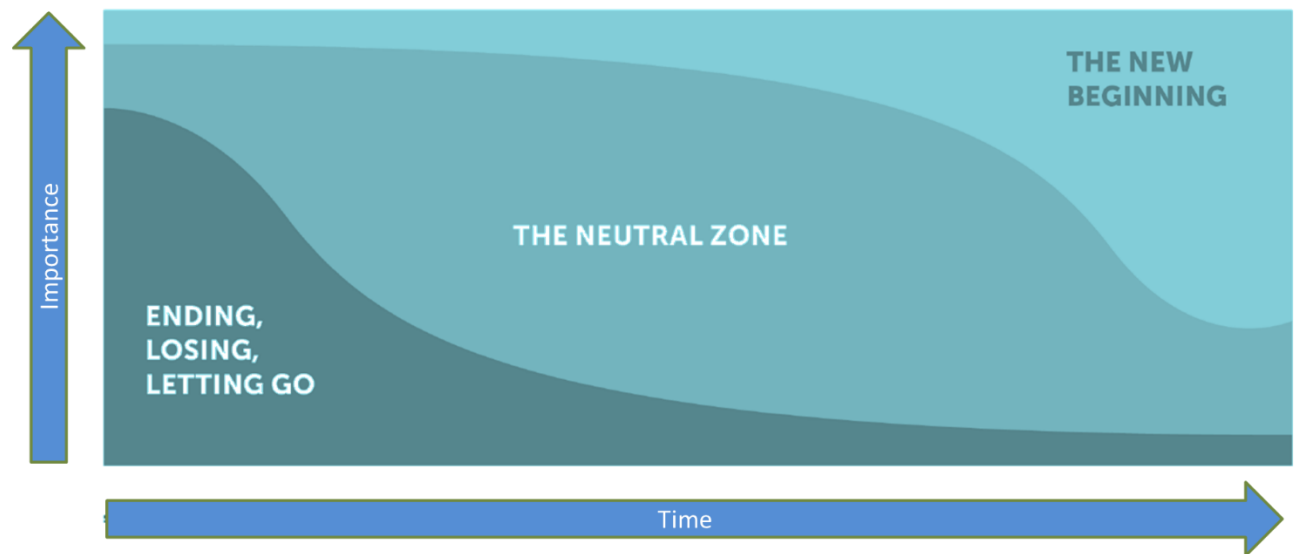 THE NEW
BEGINNING
Importance
THE NEUTRAL ZONE
ENDING,
LOSING,
LETTING GO
Time